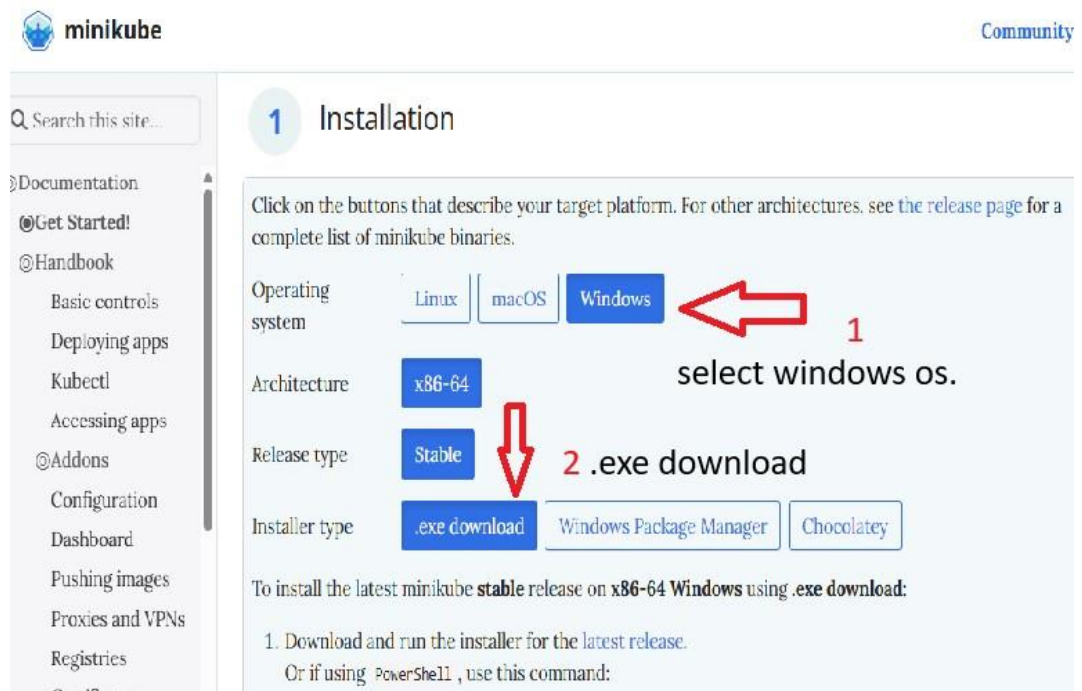 minikube
Community
Search this site...
Documentation
Get Started!
Handbook
Basic controls
Deploying apps
Kubectl
Accessing apps
Addons
Configuration
Dashboard
Pushing images
Proxies and VPNs
Registries
1 Installation
Click on the buttons that describe your target platform. For other architectures, see the release page for a
complete list of minikube binaries.
Operating
system
Linux macOS Windows
1
select windows os.
Architecture x86-64
Release type Stable
2 .exe download
Installer type .exe download Windows Package Manager Chocolatey
To install the latest minikube stable release on x86-64 Windows using .exe download:
1. Download and run the installer for the latest release.
Or if using PowerShell, use this command: